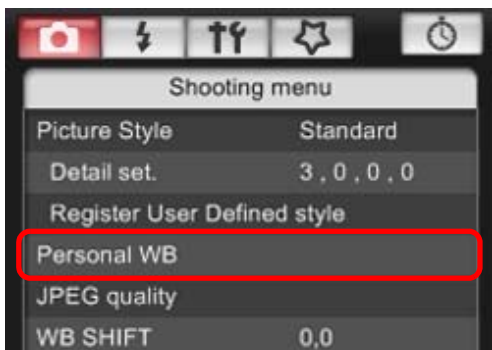 Shooting menu
Picture Style Standard
Detail set. 3 , 0 , 0 , 0
Register User Defined style
Personal WB
JPEG quality
WB SHIFT 0,0